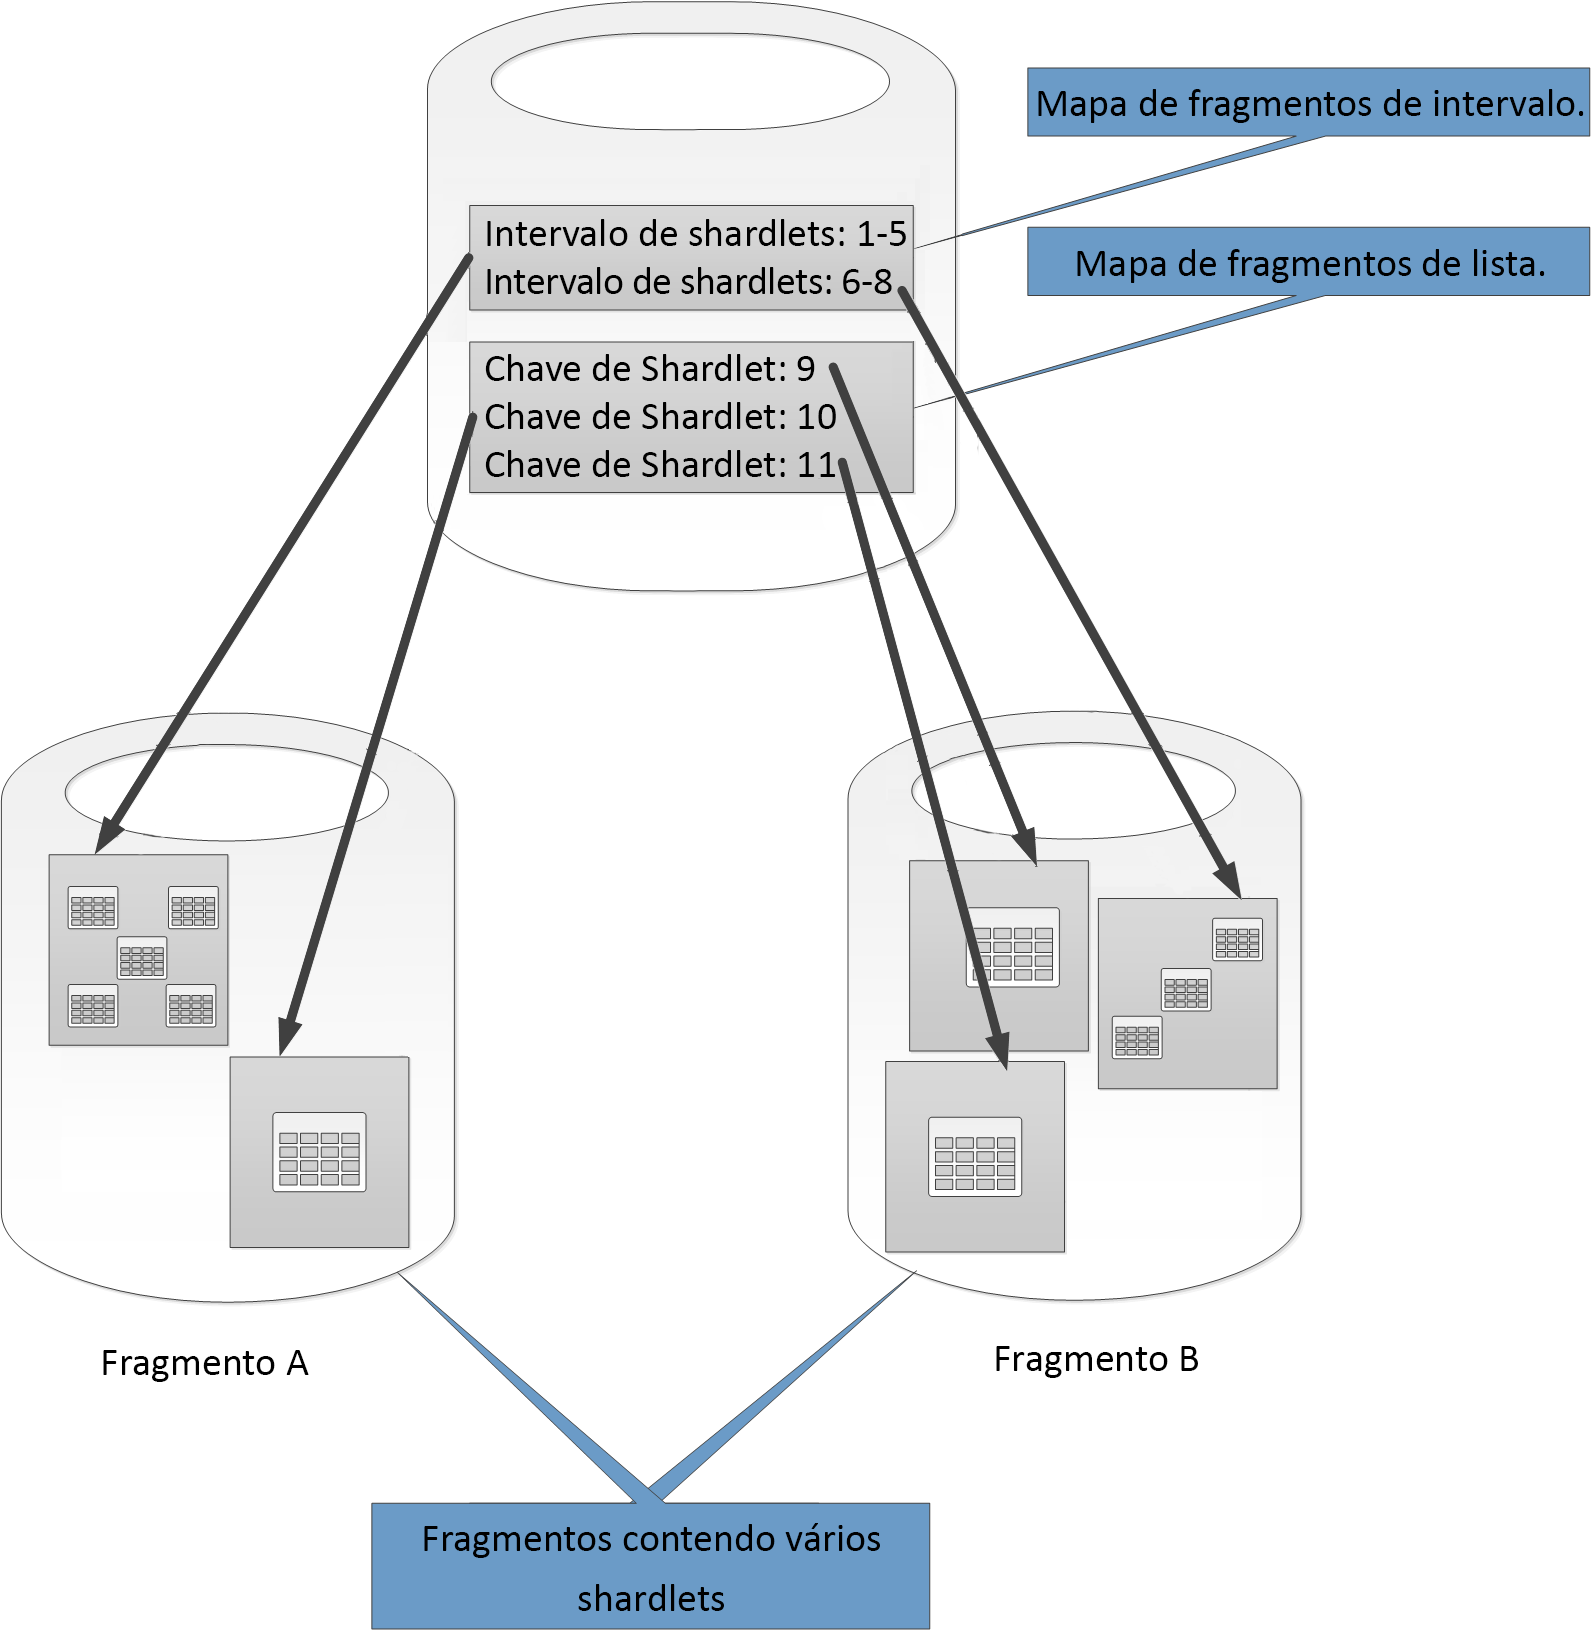 Mapa de fragmentos de intervalo.
Intervalo de shardlets: 1-5
Intervalo de shardlets: 6-8
Mapa de fragmentos de lista.
Chave de Shardlet: 9
Chave de Shardlet: 10
Chave de Shardlet: 11
Fragmento A
Fragmento B
Fragmentos contendo vários
shardlets